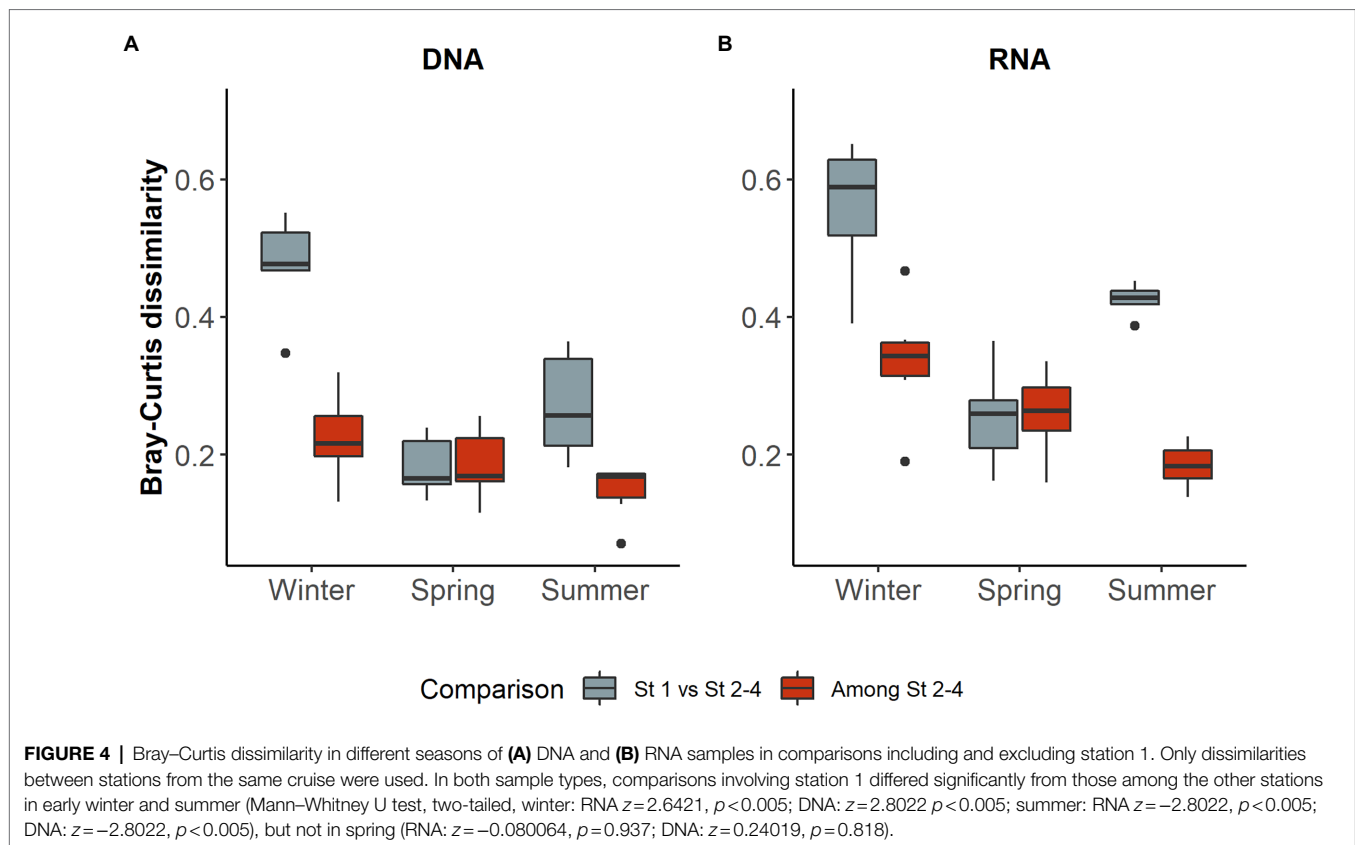 A
B
DNA
RNA
Bray-Curtis dissimilarity
0.6
0.4
0.2
0.6
0.4
0.2
Winter Spring Summer
Winter Spring Summer
Comparison St 1 vs St 2-4 Among St 2-4
FIGURE 4 | Bray–Curtis dissimilarity in different seasons of (A) DNA and (B) RNA samples in comparisons including and excluding station 1. Only dissimilarities
between stations from the same cruise were used. In both sample types, comparisons involving station 1 differed significantly from those among the other stations
in early winter and summer (Mann–Whitney U test, two-tailed, winter: RNA z=2.6421, p<0.005; DNA: z=2.8022 p<0.005; summer: RNA z=−2.8022, p<0.005;
DNA: z=−2.8022, p<0.005), but not in spring (RNA: z=−0.080064, p=0.937; DNA: z=0.24019, p=0.818).